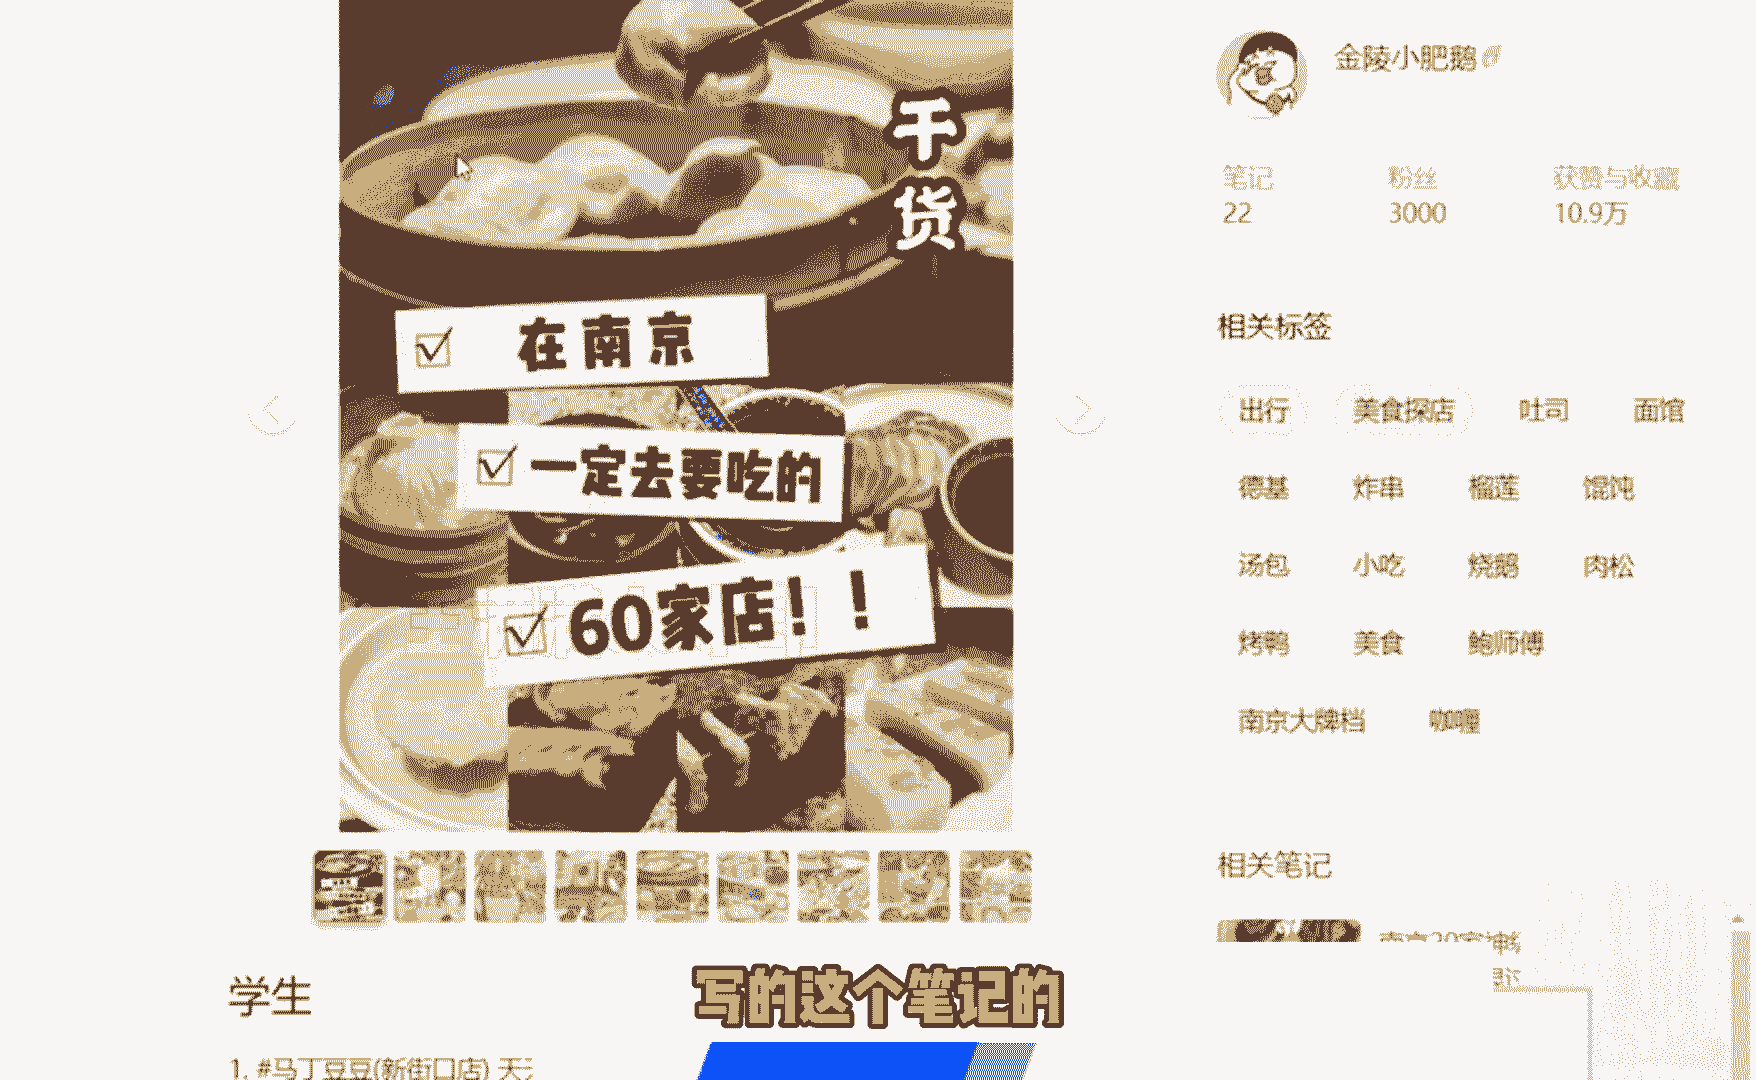 干
货
在南京
一定去要吃的
60家店！！
金陵小肥鹅
笔记 粉丝 获赞与收藏
22 3000 10.9万
相关标签
出行 美食探店 吐司 面馆
德基 炸串 榴莲 馄饨
汤包 小吃 烧鹅 肉松
烤鸭 美食 鲍师傅
南京大牌档 咖喱
相关笔记
学生
写的这个笔记的
1. #马丁豆豆(新街口店)